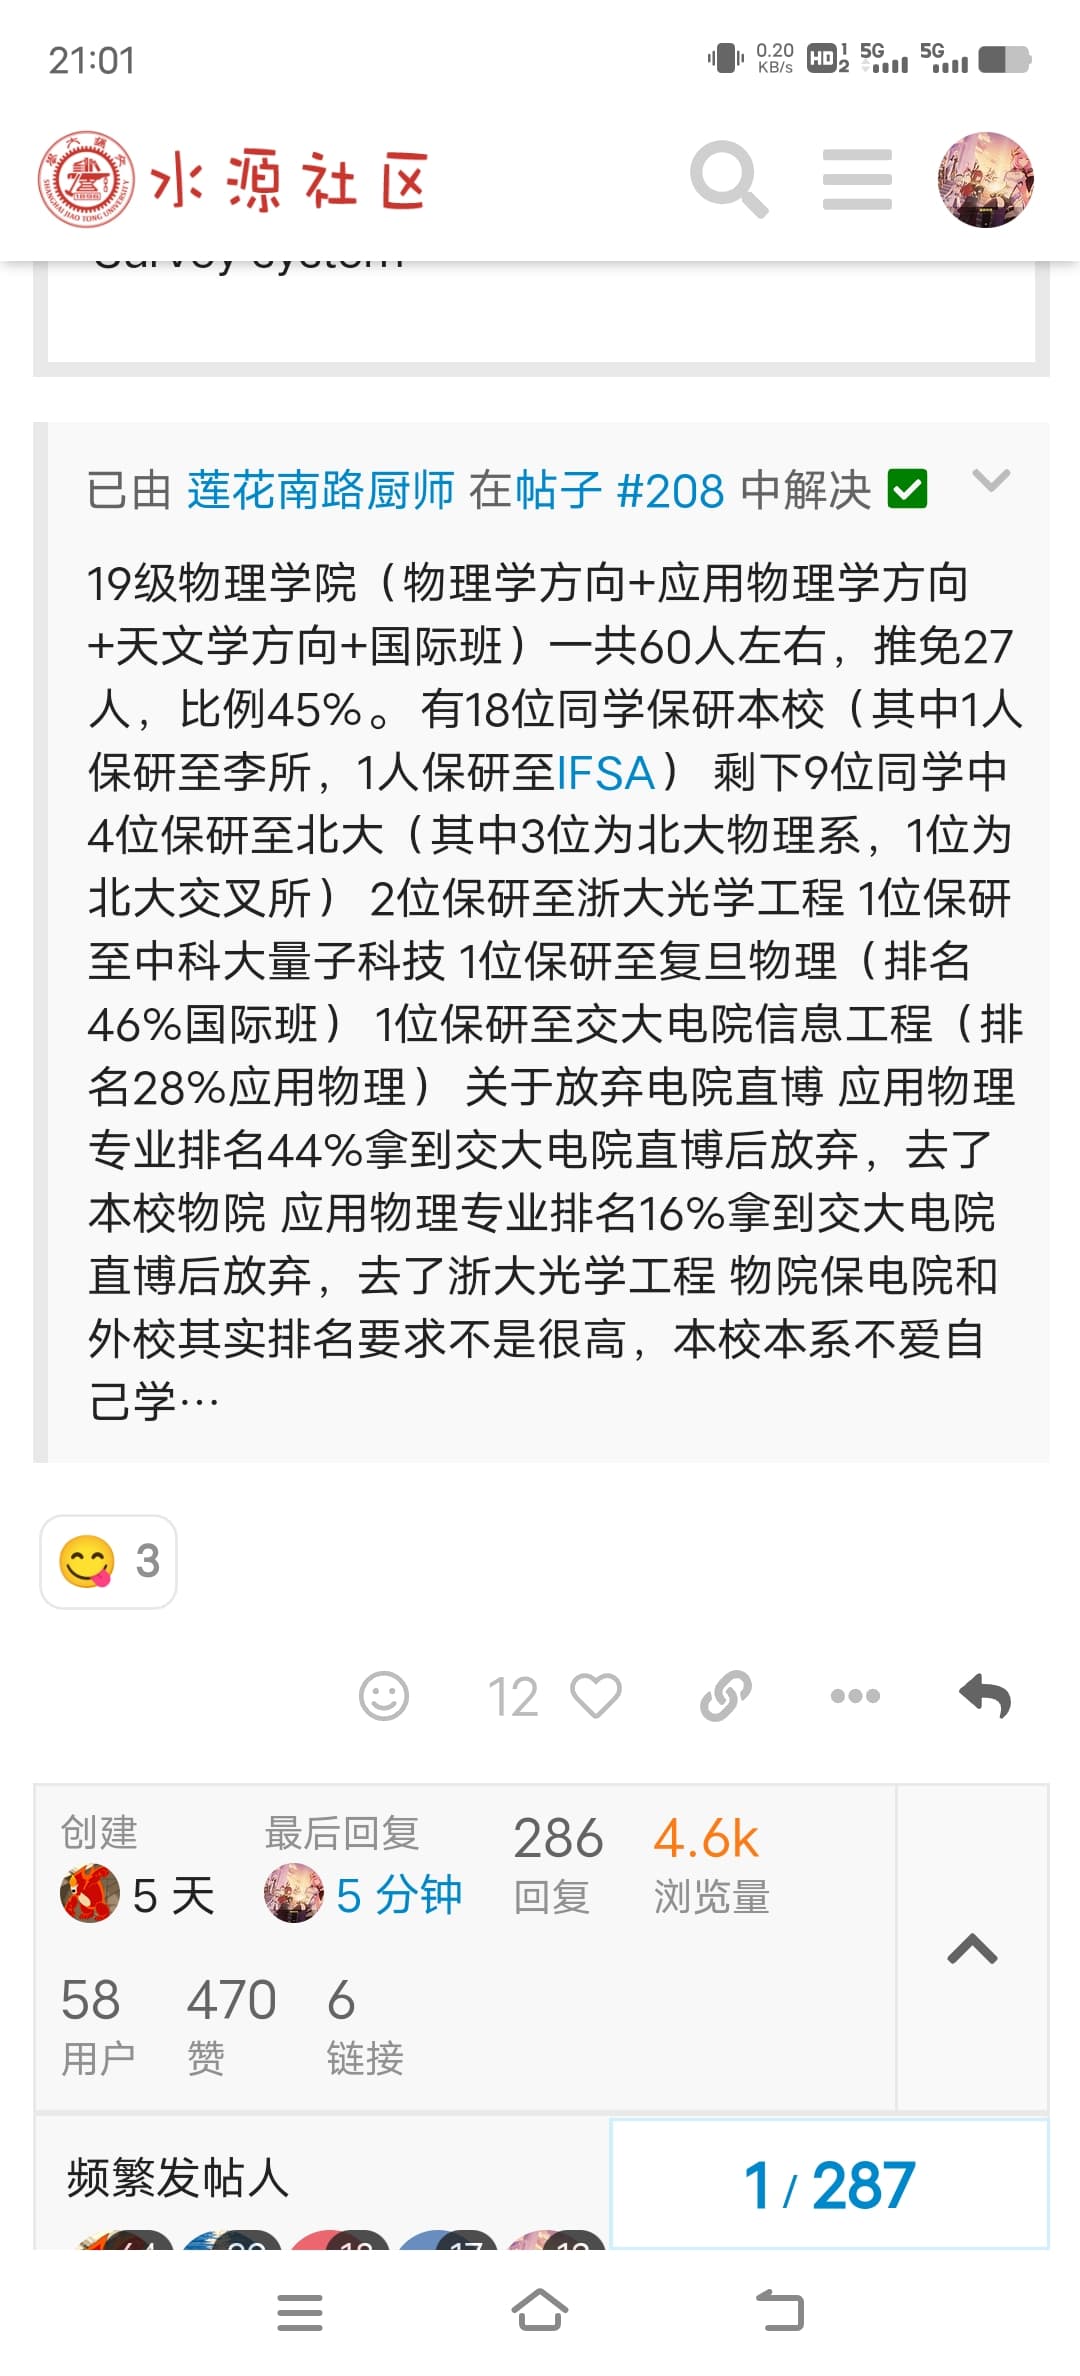 21:01
0.20 KB/s HD 1 2 5G 5G
水源社区
SHANGHAI JIAO TONG UNIVERSITY
Survey system
已由 莲花南路厨师 在帖子 #208 中解决
19级物理学院（物理学方向+应用物理学方向
+天文学方向+国际班）一共60人左右，推免27
人，比例45%。 有18位同学保研本校（其中1人
保研至李所，1人保研至IFSA） 剩下9位同学中
4位保研至北大（其中3位为北大物理系，1位为
北大交叉所） 2位保研至浙大光学工程 1位保研
至中科大量子科技 1位保研至复旦物理（排名
46%国际班） 1位保研至交大电院信息工程（排
名28%应用物理） 关于放弃电院直博 应用物理
专业排名44%拿到交大电院直博后放弃，去了
本校物院 应用物理专业排名16%拿到交大电院
直博后放弃，去了浙大光学工程 物院保电院和
外校其实排名要求不是很高，本校本系不爱自
己学…
3
12
创建 最后回复 286 4.6k
5 天 5 分钟 回复 浏览量
58 470 6
用户 赞 链接
频繁发帖人
1 / 287